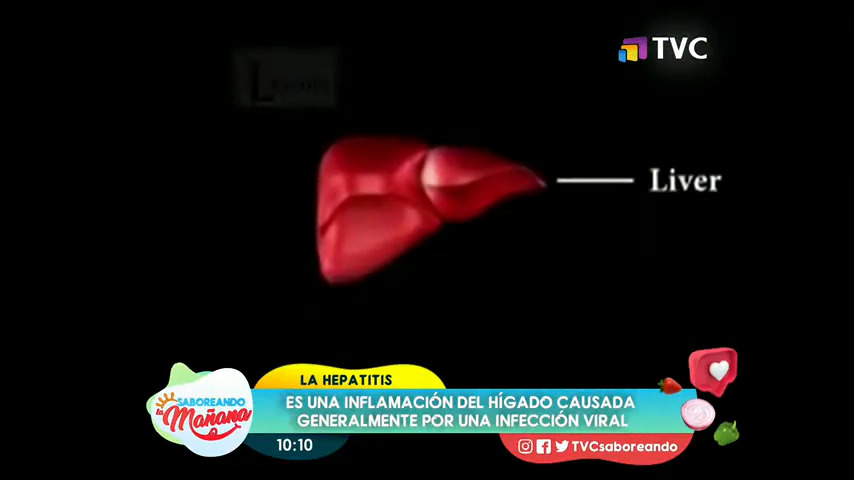 TVC
Liver
LA HEPATITIS
ES UNA INFLAMACIÓN DEL HÍGADO CAUSADA
GENERALMENTE POR UNA INFECCIÓN VIRAL
SABOREANDO
la Mañana
10:10
TVCsaboreando